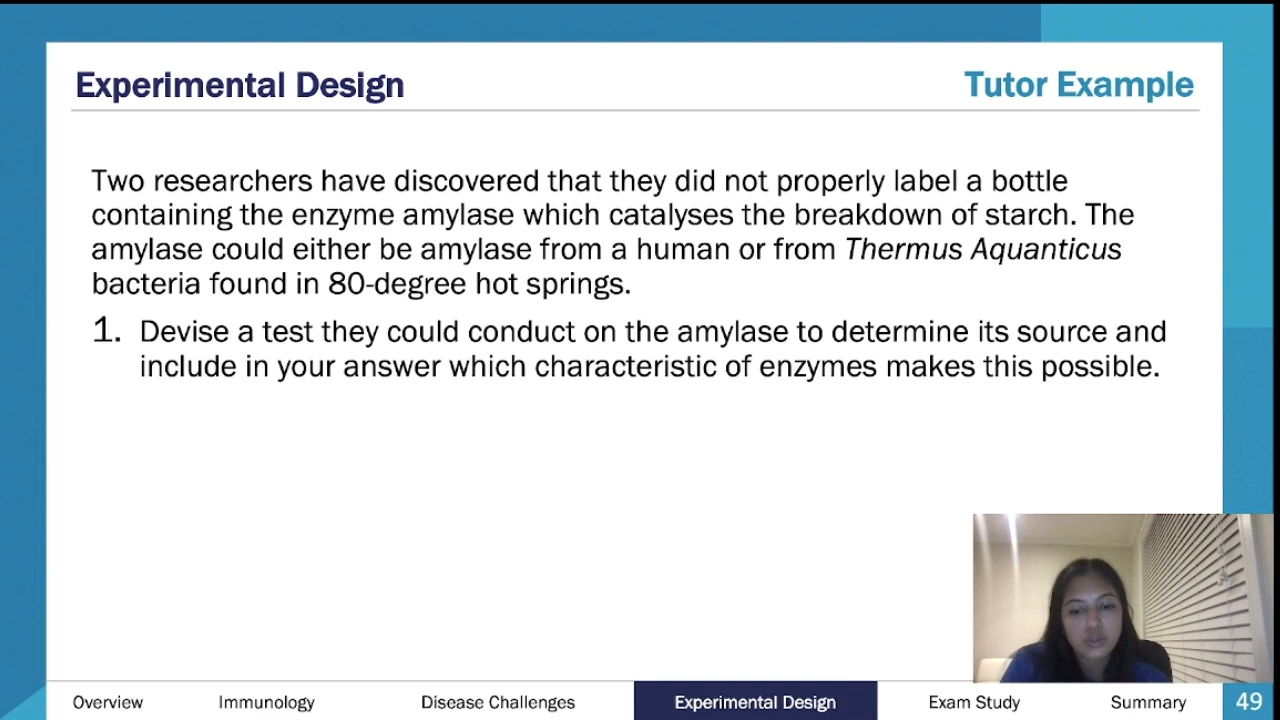 Experimental Design
Tutor Example
Two researchers have discovered that they did not properly label a bottle
containing the enzyme amylase which catalyses the breakdown of starch. The
amylase could either be amylase from a human or from Thermus Aquanticus
bacteria found in 80-degree hot springs.
1. Devise a test they could conduct on the amylase to determine its source and
include in your answer which characteristic of enzymes makes this possible.
Overview
Immunology
Disease Challenges
Experimental Design
Exam Study
Summary
49